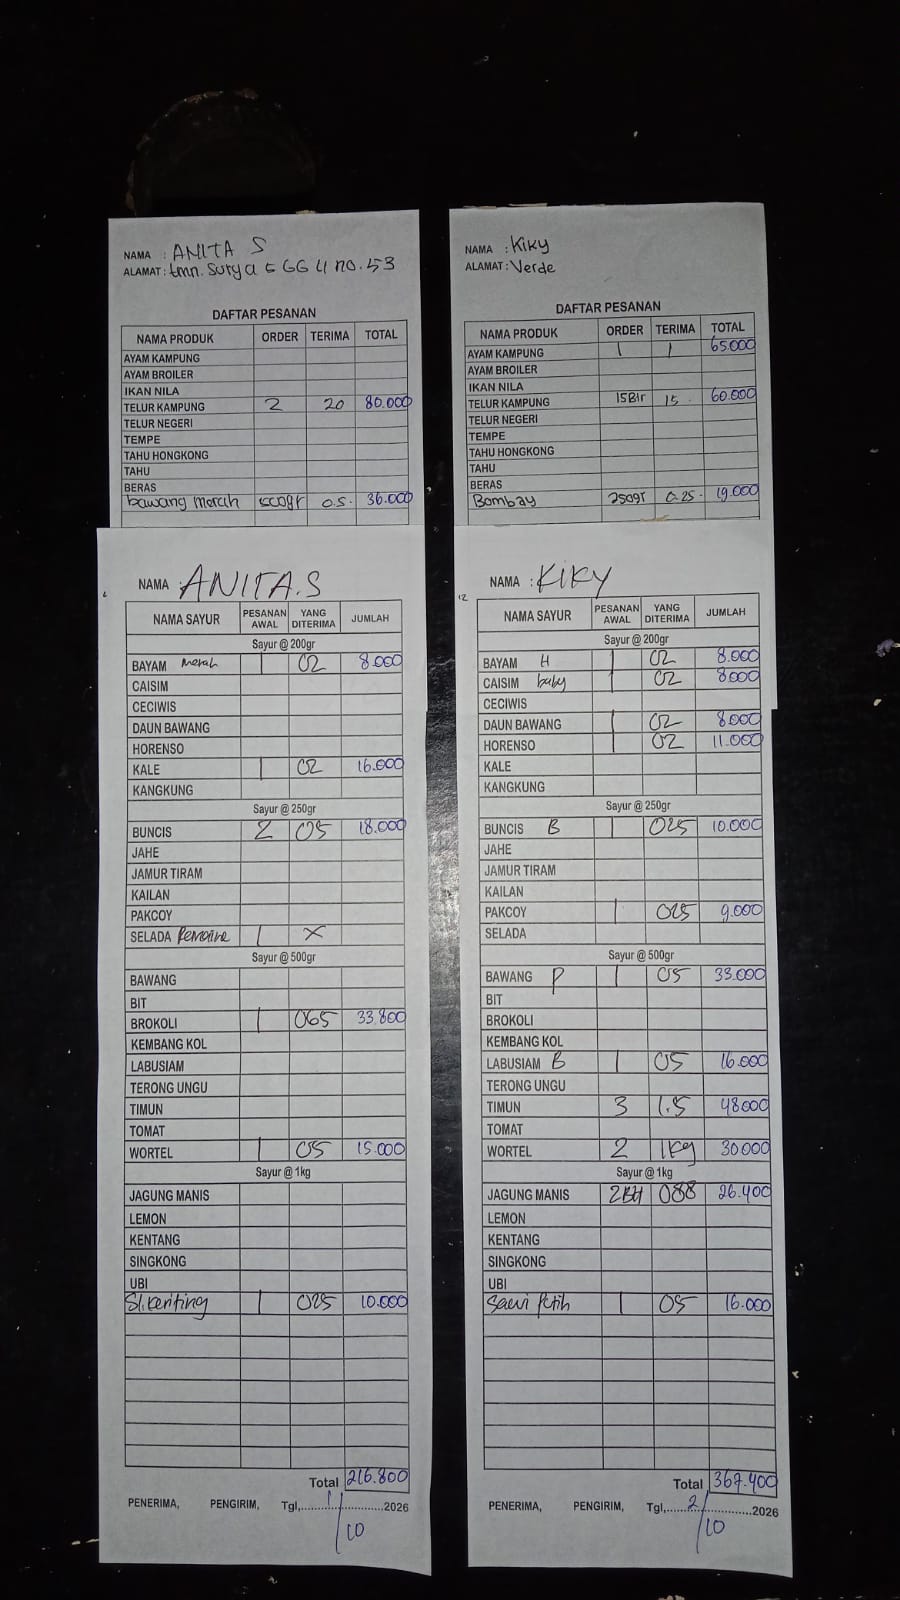 NAMA : ANITA S
ALAMAT : tmn. Surya 5 GG 4 no. 53
DAFTAR PESANAN
NAMA PRODUK ORDER TERIMA TOTAL
AYAM KAMPUNG
AYAM BROILER
IKAN NILA
TELUR KAMPUNG 2 20 80.000
TELUR NEGERI
TEMPE
TAHU HONGKONG
TAHU
BERAS
bawang Merah 500gr 0.5. 36.000
NAMA : ANITA.S
NAMA SAYUR PESANAN AWAL YANG DITERIMA JUMLAH
Sayur @ 200gr
BAYAM merah 1 02 8.000
CAISIM
CECIWIS
DAUN BAWANG
HORENSO
KALE 1 02 16.000
KANGKUNG
Sayur @ 250gr
BUNCIS 2 05 18.000
JAHE
JAMUR TIRAM
KAILAN
PAKCOY
SELADA Remaine 1 x
Sayur @ 500gr
BAWANG
BIT
BROKOLI 1 065 33.800
KEMBANG KOL
LABUSIAM
TERONG UNGU
TIMUN
TOMAT
WORTEL 1 05 15.000
Sayur @ 1kg
JAGUNG MANIS
LEMON
KENTANG
SINGKONG
UBI
Sl. keriting 1 025 10.000
Total 216.800
PENERIMA, PENGIRIM, Tgl,.............................2026
1/10
NAMA : Kiky
ALAMAT : Verde
DAFTAR PESANAN
NAMA PRODUK ORDER TERIMA TOTAL
AYAM KAMPUNG 1 1 65.000
AYAM BROILER
IKAN NILA
TELUR KAMPUNG 15Bir 15. 60.000
TELUR NEGERI
TEMPE
TAHU HONGKONG
TAHU
BERAS
Bombay 250gr 0.25. 19.000
12
NAMA : KIKY
NAMA SAYUR PESANAN AWAL YANG DITERIMA JUMLAH
Sayur @ 200gr
BAYAM H 1 02 8.000
CAISIM baby 1 02 8.000
CECIWIS
DAUN BAWANG 1 02 8.000
HORENSO 1 02 11.000
KALE
KANGKUNG
Sayur @ 250gr
BUNCIS B 1 025 10.000
JAHE
JAMUR TIRAM
KAILAN
PAKCOY 1 025 9.000
SELADA
Sayur @ 500gr
BAWANG P 1 05 33.000
BIT
BROKOLI
KEMBANG KOL
LABUSIAM B 1 05 16.000
TERONG UNGU
TIMUN 3 1.5 48000
TOMAT
WORTEL 2 1kg 30.000
Sayur @ 1kg
JAGUNG MANIS 2BH 088 26.400
LEMON
KENTANG
SINGKONG
UBI
Sawi Putih 1 05 16.000
Total 367.400
PENERIMA, PENGIRIM, Tgl,.............................2026
2/10